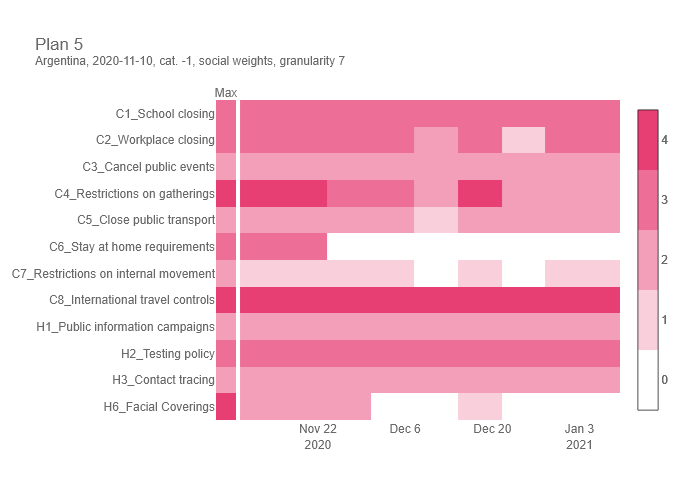 Plan 5
Argentina, 2020-11-10, cat. -1, social weights, granularity 7
Max
C1_School closing
C2_Workplace closing
C3_Cancel public events
C4_Restrictions on gatherings
C5_Close public transport
C6_Stay at home requirements
C7_Restrictions on internal movement
C8_International travel controls
H1_Public information campaigns
H2_Testing policy
H3_Contact tracing
H6_Facial Coverings
Nov 22 Dec 6 Dec 20 Jan 3
2020 2021
4
3
2
1
0